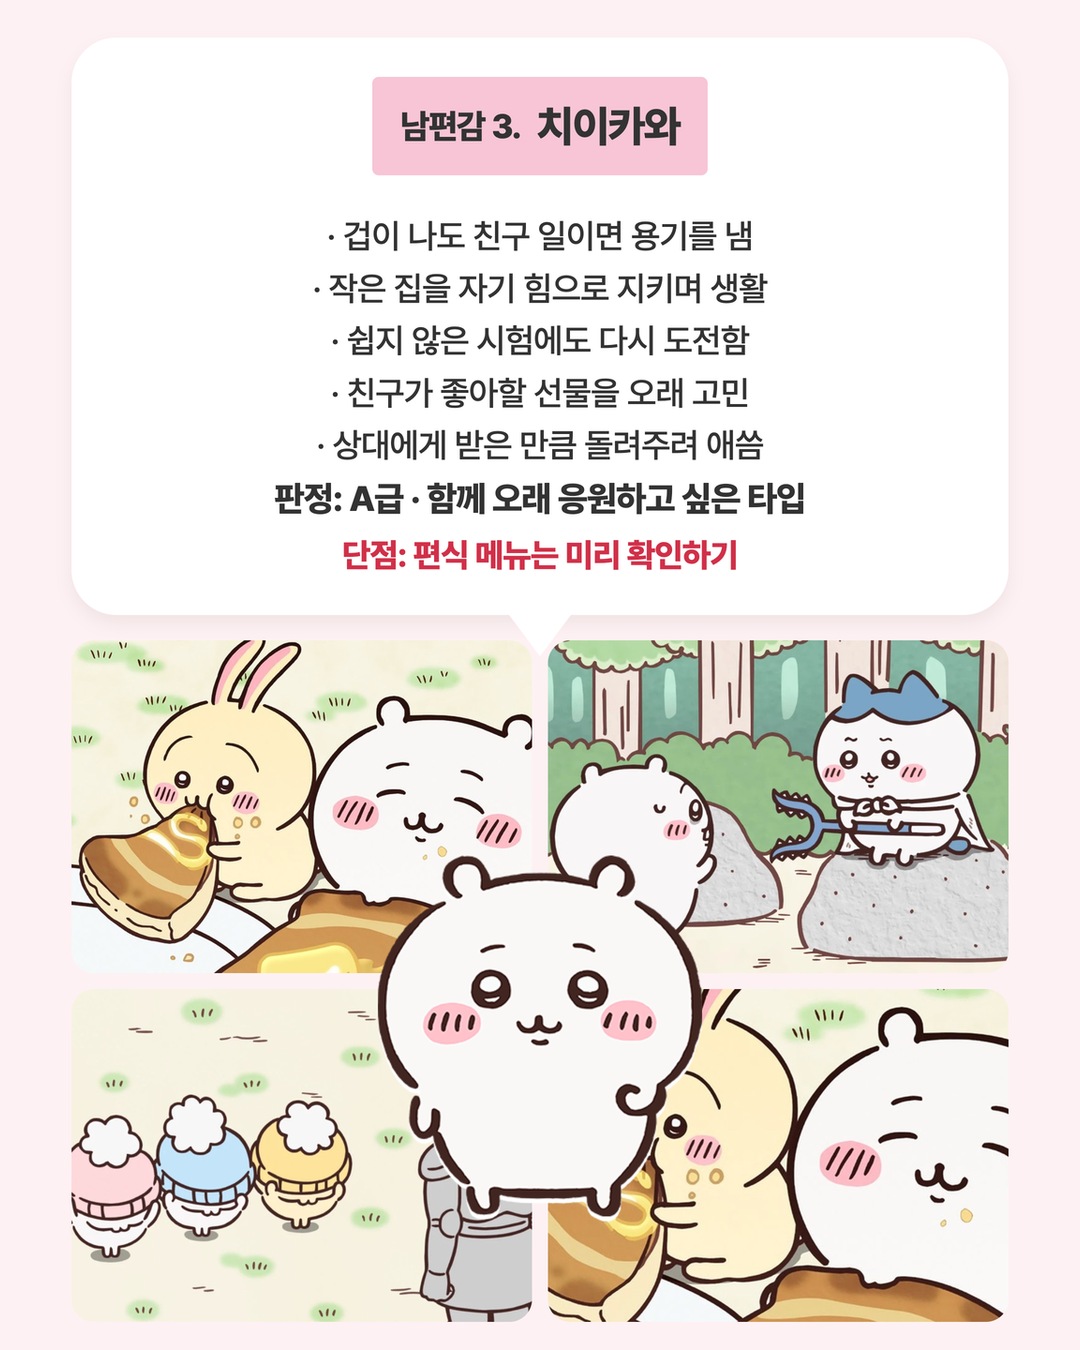 남편감 3. 치이카와
· 겁이 나도 친구 일이면 용기를 냄
· 작은 집을 자기 힘으로 지키며 생활
· 쉽지 않은 시험에도 다시 도전함
· 친구가 좋아할 선물을 오래 고민
· 상대에게 받은 만큼 돌려주려 애씀
판정: A급 · 함께 오래 응원하고 싶은 타입
단점: 편식 메뉴는 미리 확인하기